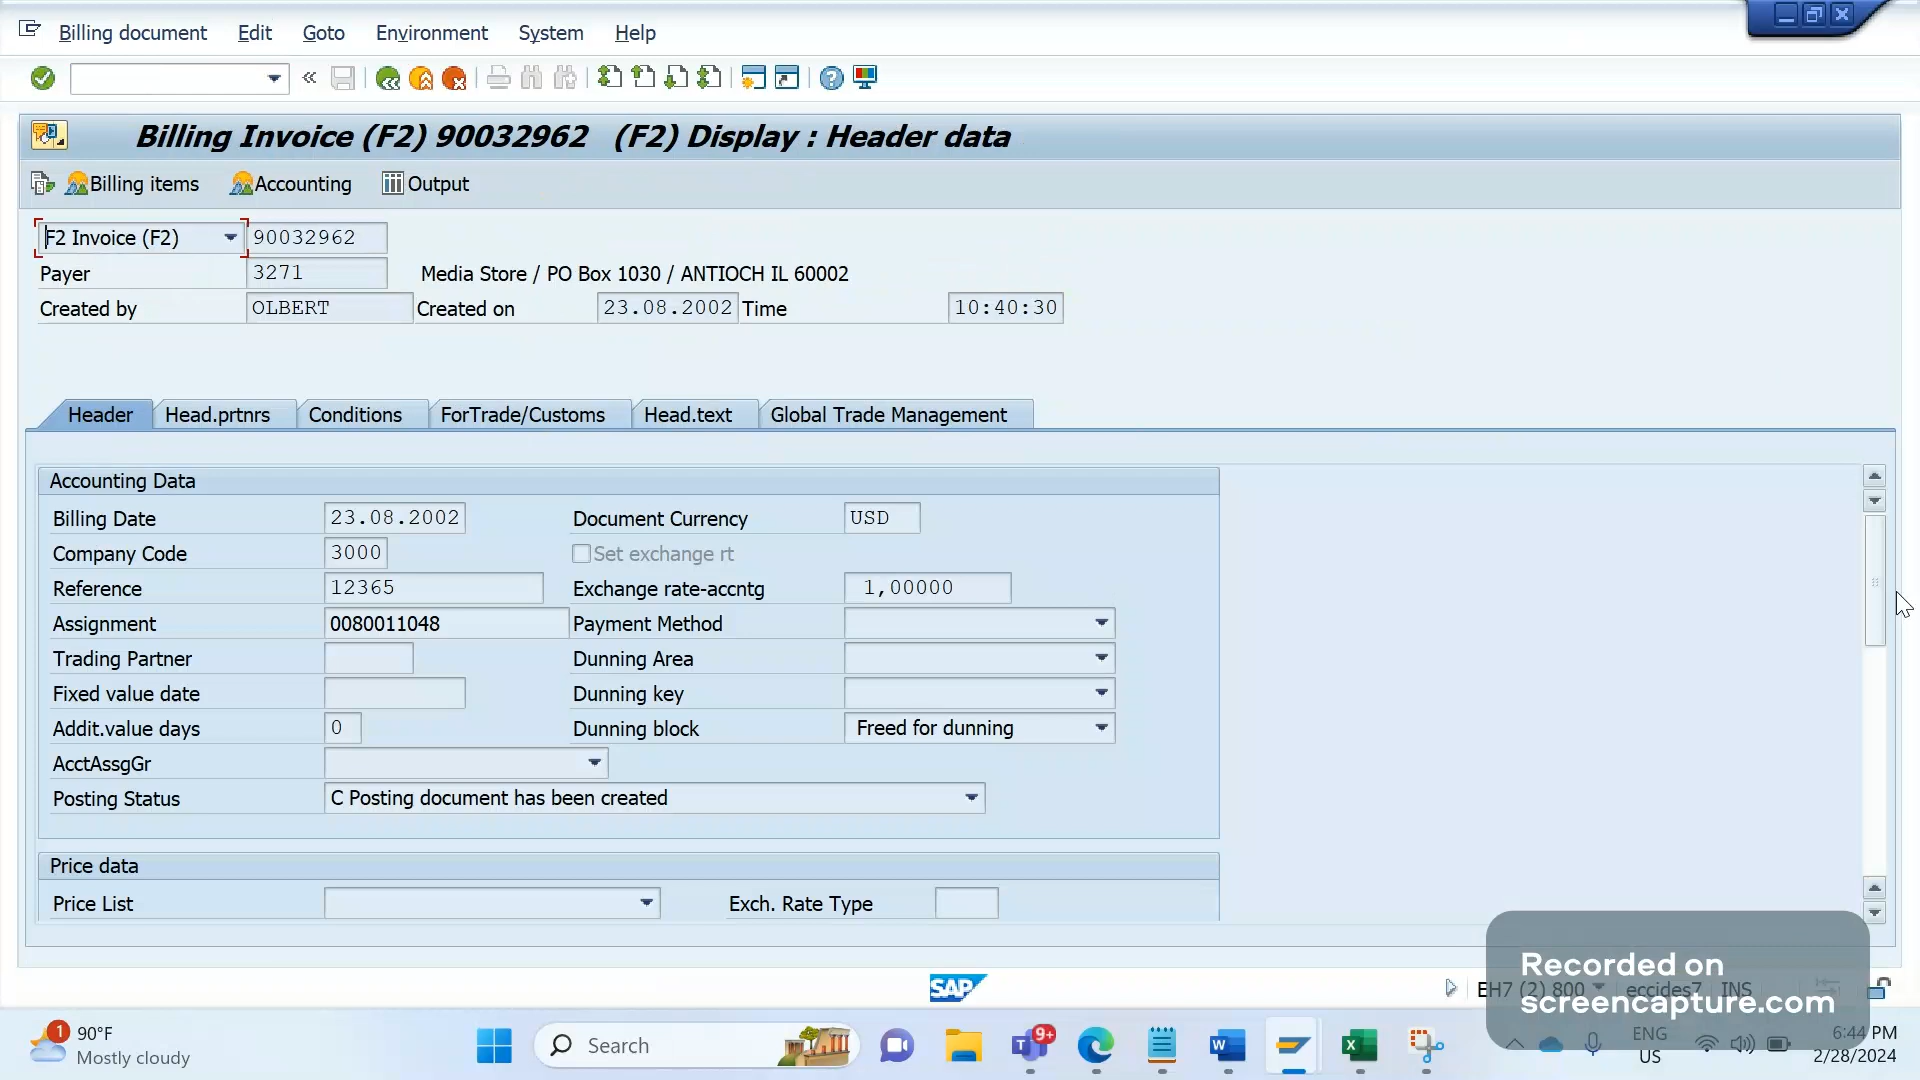 Billing document Edit Goto Environment System Help
Billing Invoice (F2) 90032962 (F2) Display : Header data
Billing items Accounting Output
F2 Invoice (F2) 90032962
Payer 3271 Media Store / PO Box 1030 / ANTIOCH IL 60002
Created by OLBERT Created on 23.08.2002 Time 10:40:30
Header Head.prtnrs Conditions ForTrade/Customs Head.text Global Trade Management
Accounting Data
Billing Date 23.08.2002 Document Currency USD
Company Code 3000 Set exchange rt
Reference 12365 Exchange rate-accntg 1,00000
Assignment 0080011048 Payment Method
Trading Partner Dunning Area
Fixed value date Dunning key
Addit.value days 0 Dunning block Freed for dunning
AcctAssgGr
Posting Status C Posting document has been created
Price data
Price List Exch. Rate Type
SAP EH7 (2) 800 eccides7 INS
Recorded on
screencapture.com
1 90°F
Mostly cloudy
Search
9+
ENG
US
6:44 PM
2/28/2024